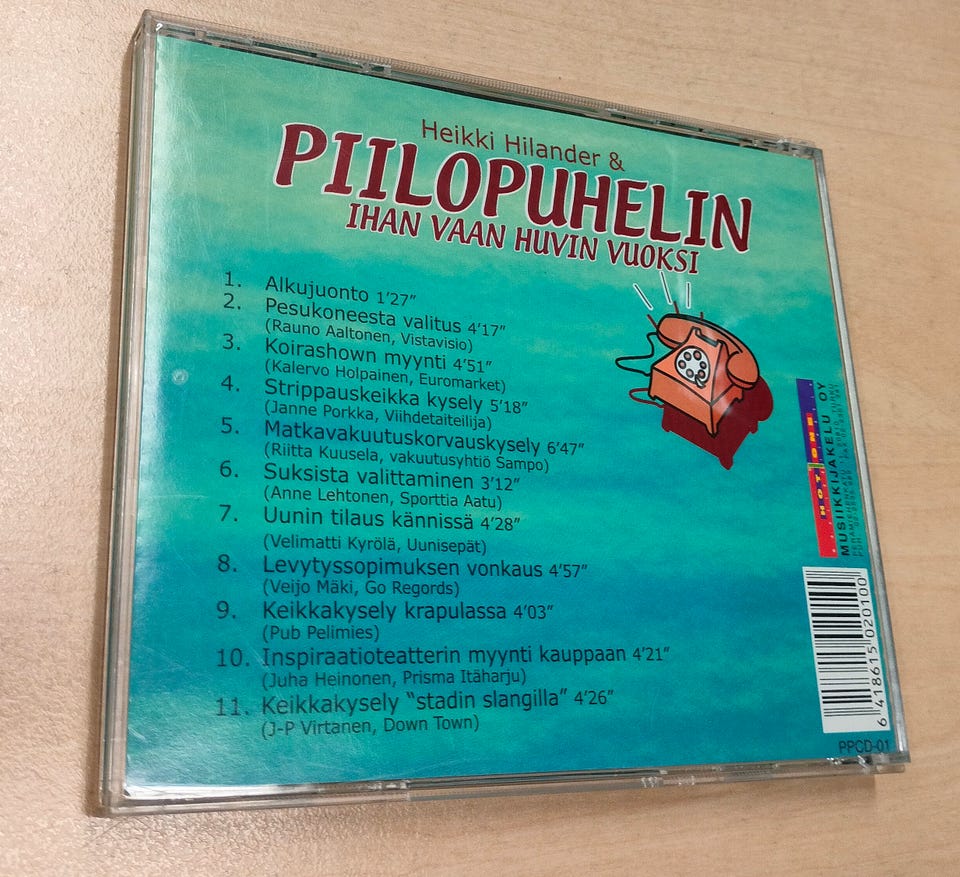 Heikki Hilander &
PIILOPUHELIN
IHAN VAAN HUVIN VUOKSI
1. Alkujuonto 1'27"
2. Pesukoneesta valitus 4'17"
(Rauno Aaltonen, Vistavisio)
3. Koirashown myynti 4'51"
(Kalervo Holpainen, Euromarket)
4. Strippauskeikka kysely 5'18"
(Janne Porkka, Viihdetaiteilija)
5. Matkavakuutuskorvauskysely 6'47"
(Riitta Kuusela, vakuutusyhtiö Sampo)
6. Suksista valittaminen 3'12"
(Anne Lehtonen, Sporttia Aatu)
7. Uunin tilaus kännissä 4'28"
(Velimatti Kyrölä, Uunisepät)
8. Levytyssopimuksen vonkaus 4'57"
(Veijo Mäki, Go Regords)
9. Keikkakysely krapulassa 4'03"
(Pub Pelimies)
10. Inspiraatioteatterin myynti kauppaan 4'21"
(Juha Heinonen, Prisma Itäharju)
11. Keikkakysely "stadin slangilla" 4'26"
(J-P Virtanen, Down Town)
HOT ONE
MUSIIKKIJAKELU OY
6 418615 020100
PPCD-01